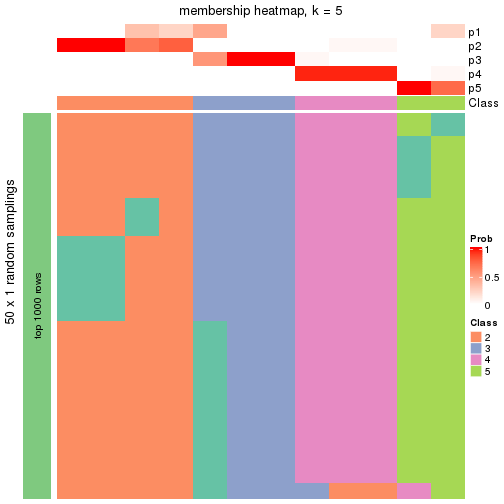 membership heatmap, k = 5
p1
p2
p3
p4
p5
Class
50 x 1 random samplings
top 1000 rows
Prob
1
0.5
0
Class
2
3
4
5